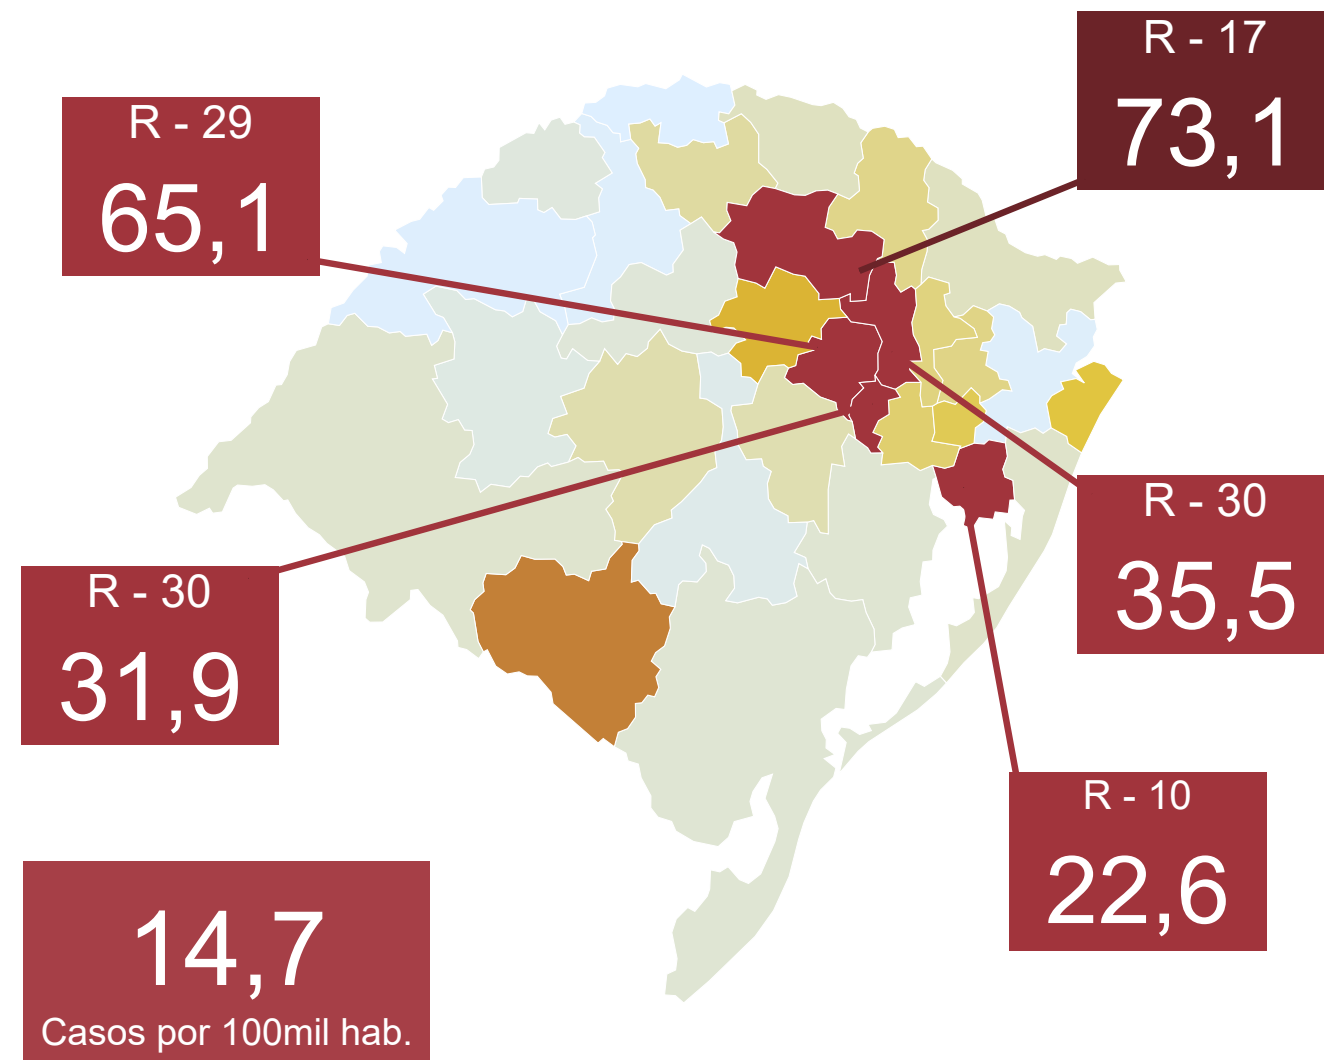 R - 17
73,1
R - 29
65,1
R - 30
35,5
R - 30
31,9
R - 10
22,6
14,7
Casos por 100mil hab.